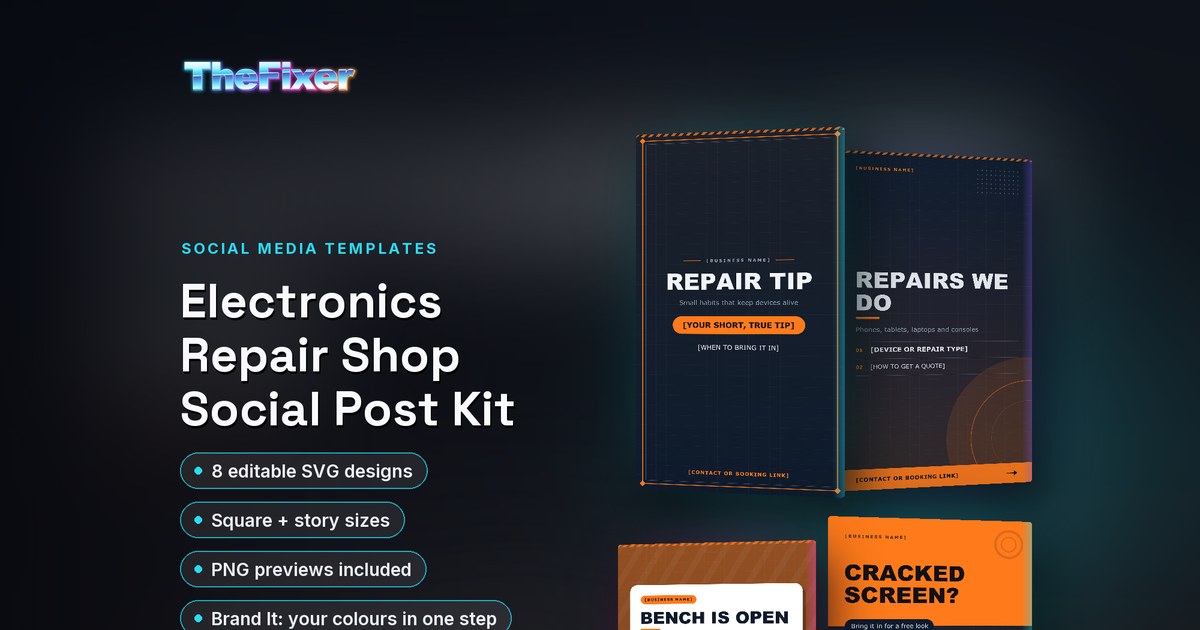 TheFixer
SOCIAL MEDIA TEMPLATES
Electronics
Repair Shop
Social Post Kit
8 editable SVG designs
Square + story sizes
PNG previews included
Brand It: your colours in one step
[BUSINESS NAME]
REPAIR TIP
Small habits that keep devices alive
[YOUR SHORT, TRUE TIP]
[WHEN TO BRING IT IN]
[CONTACT OR BOOKING LINK]
[BUSINESS NAME]
REPAIRS WE
DO
Phones, tablets, laptops and consoles
01 [DEVICE OR REPAIR TYPE]
02 [HOW TO GET A QUOTE]
[CONTACT OR BOOKING LINK]
[BUSINESS NAME]
BENCH IS OPEN
[BUSINESS NAME]
CRACKED
SCREEN?
Bring it in for a free look